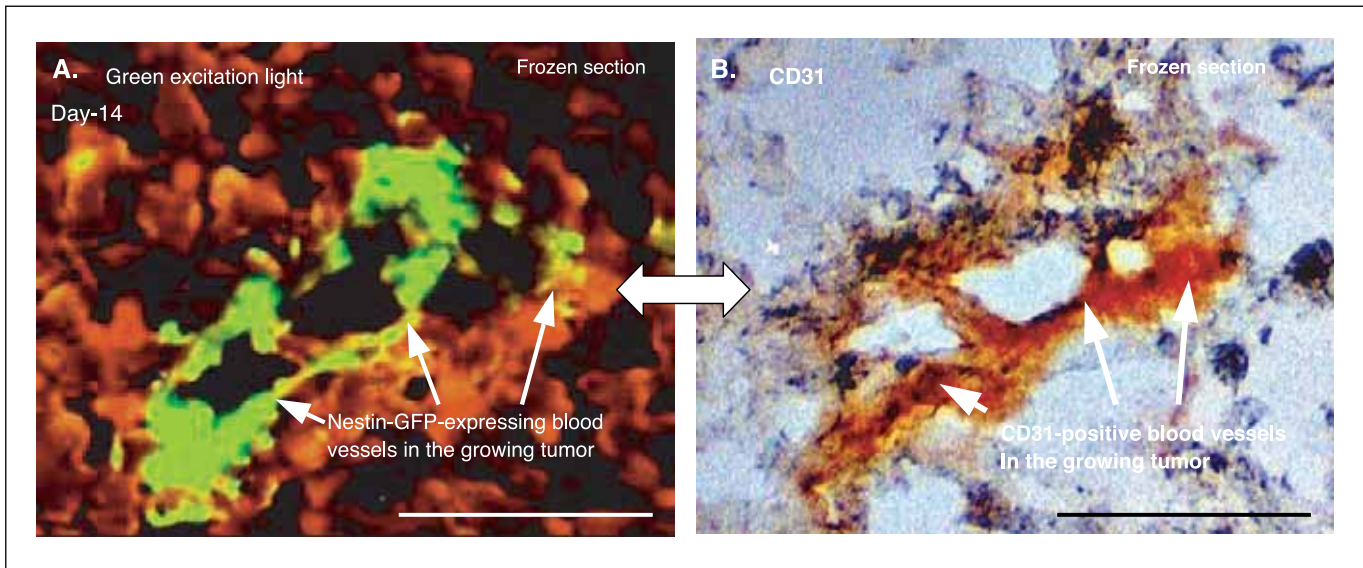 A.
Green excitation light
Frozen section
Day-14
Nestin-GFP-expressing blood
vessels in the growing tumor
B.
CD31
Frozen section
CD31-positive blood vessels
In the growing tumor